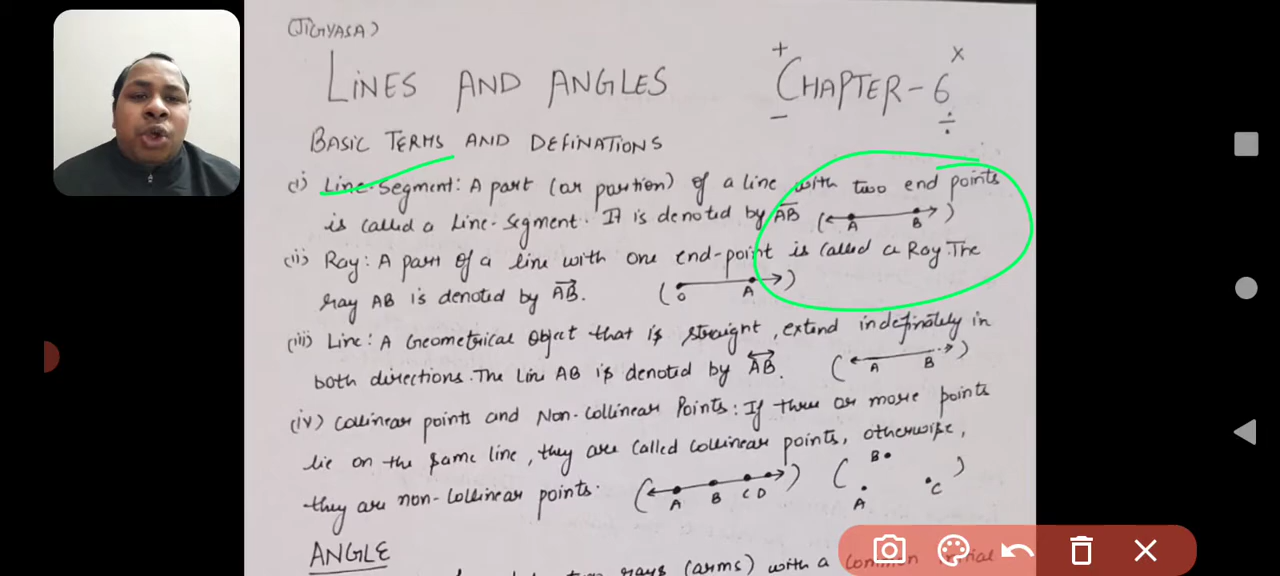 (JIGYASA)
LINES AND ANGLES
+ CHAPTER-6 x
- ÷
BASIC TERMS AND DEFINATIONS
(i) Line-Segment: A part (or partion) of a line with two end points
is called a Line-Segment. It is denoted by A̅B̅ ( A B )
(ii) Ray: A part of a line with one end-point is called a Ray. The
ray AB is denoted by AB⃗. ( O A )
(iii) Line: A Geometrical Object that is straight, extend indefinately in
both directions. The Line AB is denoted by AB⃡. ( A B )
(iv) Collinear points and Non-Collinear Points: If three or more points
lie on the same line, they are called collinear points, otherwise,
they are non-Collinear points. ( A B C D ) ( A B C )
ANGLE
rays (arms) with a common initial